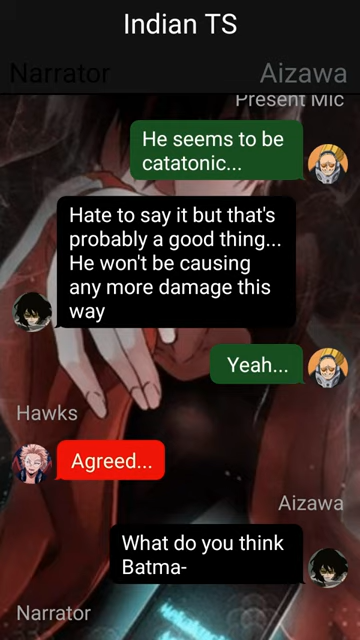 Indian TS
Narrator
Aizawa
Present Mic
He seems to be
catatonic...
Hate to say it but that's
probably a good thing...
He won't be causing
any more damage this
way
Yeah...
Hawks
Agreed...
Aizawa
What do you think
Batma-
Narrator